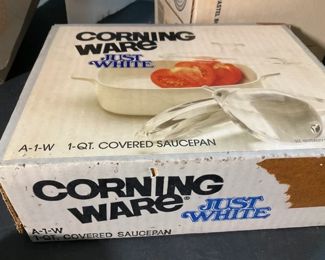 CORNING
WARE®
JUST
WHITE
A-1-W 1-QT. COVERED SAUCEPAN
CORNING
WARE®
JUST
WHITE
A-1-W
1-QT. COVERED SAUCEPAN